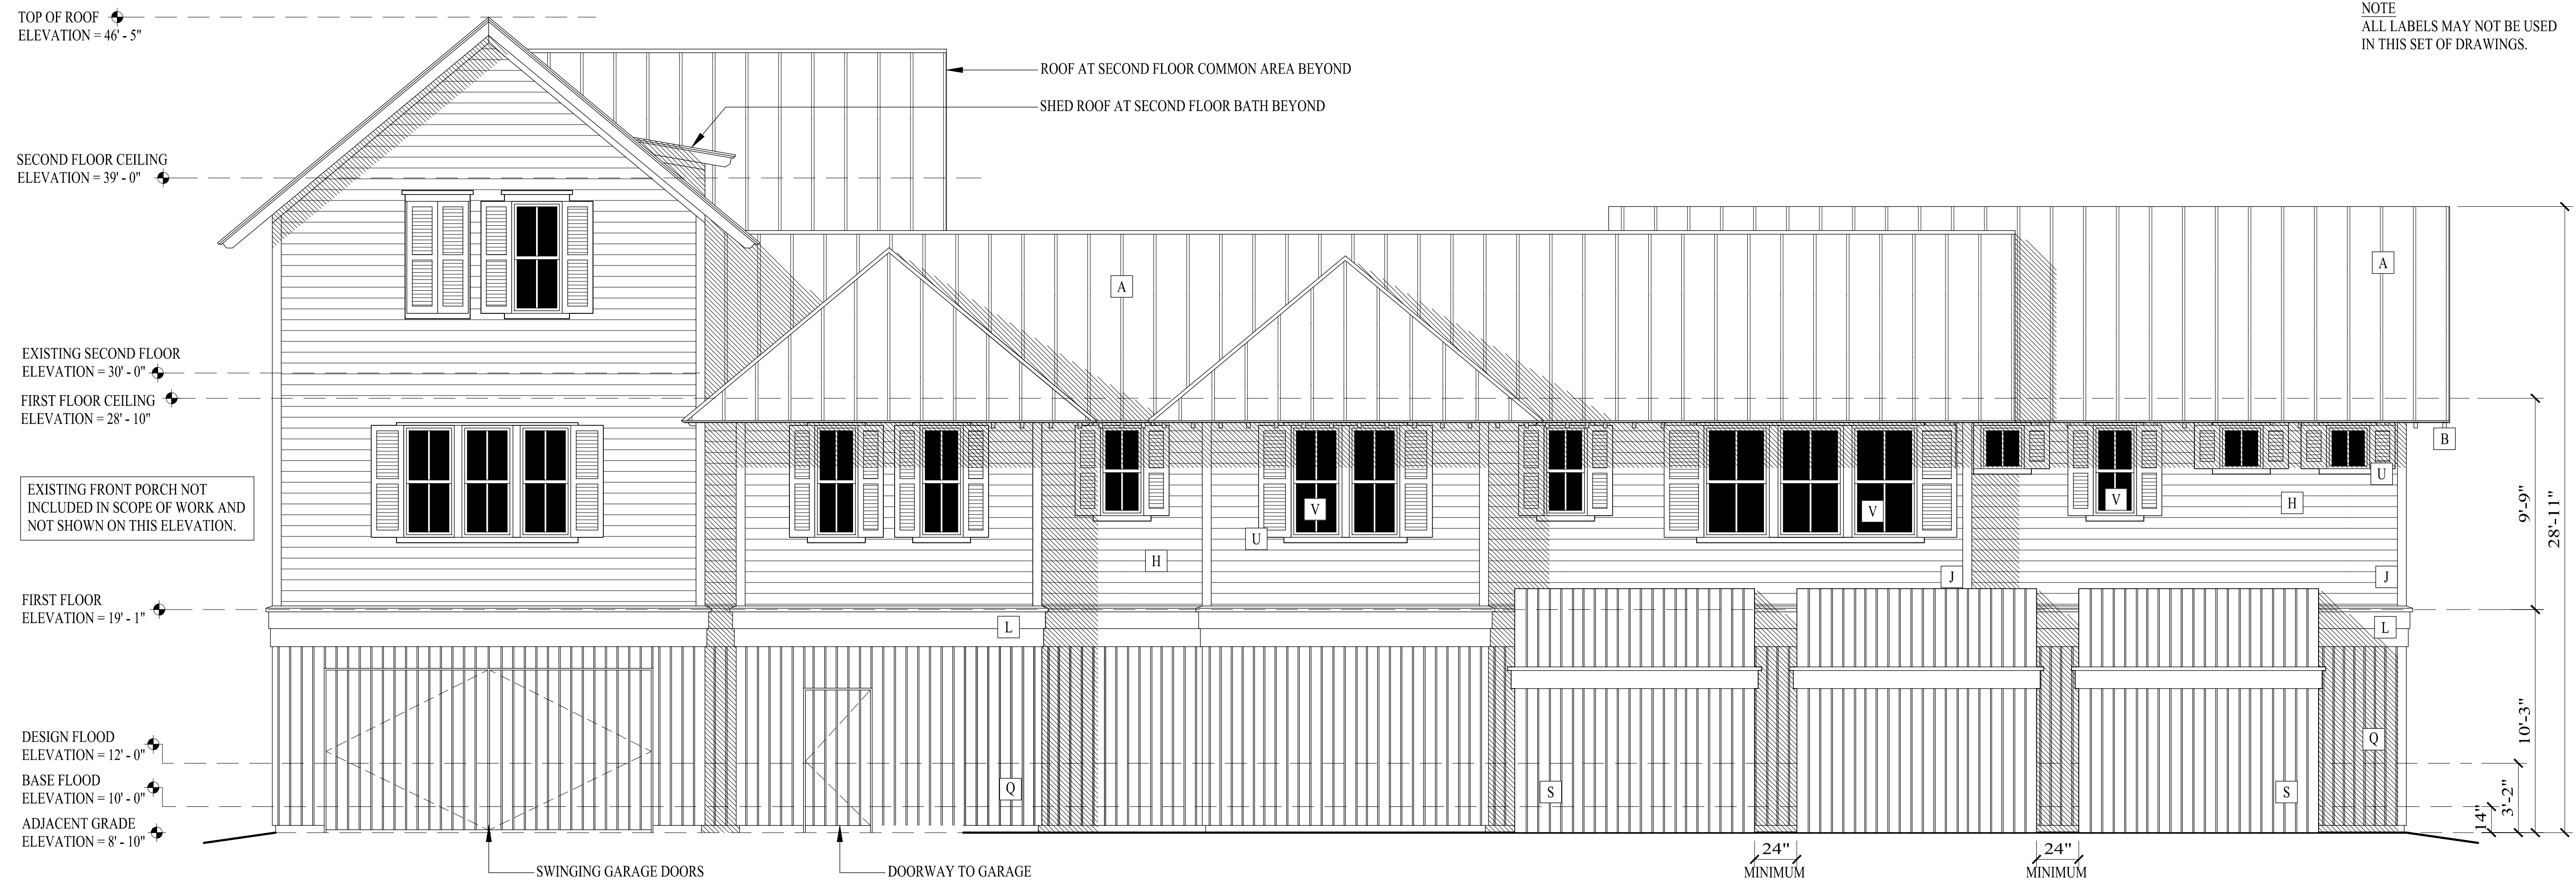 TOP OF ROOF
ELEVATION = 46' - 5"
NOTE
ALL LABELS MAY NOT BE USED
IN THIS SET OF DRAWINGS.
ROOF AT SECOND FLOOR COMMON AREA BEYOND
SHED ROOF AT SECOND FLOOR BATH BEYOND
SECOND FLOOR CEILING
ELEVATION = 39' - 0"
A
A
EXISTING SECOND FLOOR
ELEVATION = 30' - 0"
FIRST FLOOR CEILING
ELEVATION = 28' - 10"
B
U
EXISTING FRONT PORCH NOT
INCLUDED IN SCOPE OF WORK AND
NOT SHOWN ON THIS ELEVATION.
V
V
V
H
U
H
J
J
9'-9"
28'-11"
FIRST FLOOR
ELEVATION = 19' - 1"
L
L
DESIGN FLOOD
ELEVATION = 12' - 0"
Q
10'-3"
BASE FLOOD
ELEVATION = 10' - 0"
Q
S
S
3'-2"
14"
ADJACENT GRADE
ELEVATION = 8' - 10"
24"
MINIMUM
24"
MINIMUM
SWINGING GARAGE DOORS
DOORWAY TO GARAGE